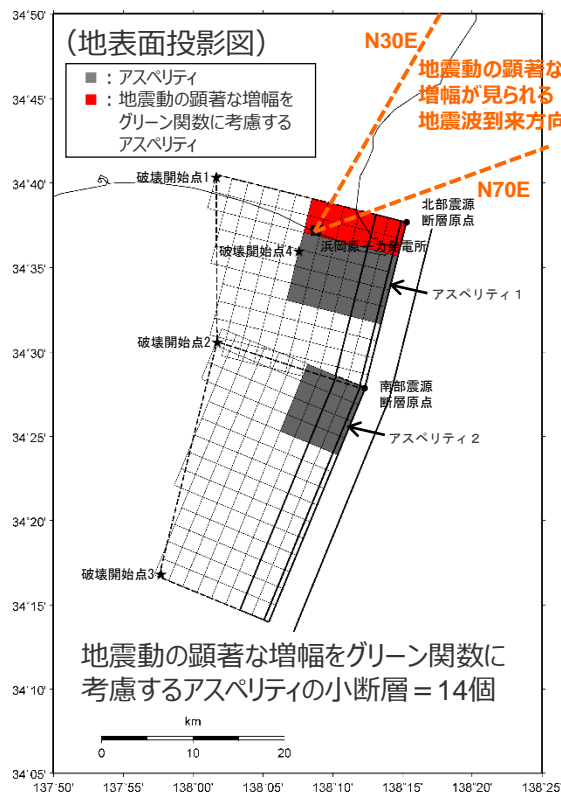 34˚50'
(地表面投影図)
N30E
■ : アスペリティ
■ : 地震動の顕著な増幅を
グリーン関数に考慮する
アスペリティ
地震動の顕著な
増幅が見られる
地震波到来方向
34˚45'
34˚40'
破壊開始点1
N70E
北部震源
断層原点
浜岡原子力発電所
破壊開始点4
34˚35'
アスペリティ1
34˚30'
破壊開始点2
南部震源
断層原点
34˚25'
アスペリティ2
34˚20'
破壊開始点3
34˚15'
地震動の顕著な増幅をグリーン関数に
考慮するアスペリティの小断層=14個
34˚10'
km
0 10 20
34˚05'
137˚50' 137˚55' 138˚00' 138˚05' 138˚10' 138˚15' 138˚20' 138˚25'